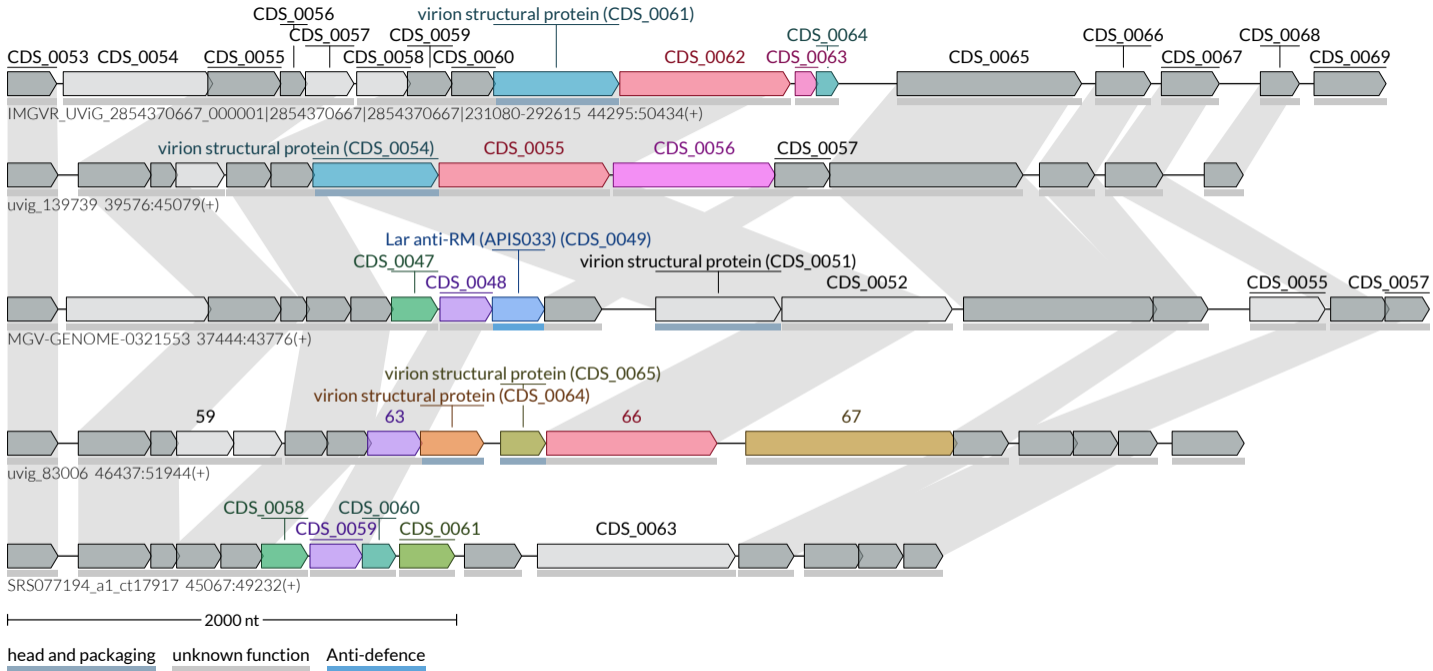 CDS_0056 virion structural protein (CDS_0061)
CDS_0057 CDS_0059 CDS_0064 CDS_0066 CDS_0068
CDS_0053 CDS_0054 CDS_0055 CDS_0058 CDS_0060 CDS_0062 CDS_0063 CDS_0065 CDS_0067 CDS_0069
IMGVR_UViG_2854370667_000001|2854370667|2854370667|231080-292615 44295:50434(+)
virion structural protein (CDS_0054) CDS_0055 CDS_0056 CDS_0057
uvig_139739 39576:45079(+)
Lar anti-RM (APIS033) (CDS_0049)
CDS_0047 virion structural protein (CDS_0051)
CDS_0048 CDS_0052 CDS_0055 CDS_0057
MGV-GENOME-0321553 37444:43776(+)
virion structural protein (CDS_0065)
virion structural protein (CDS_0064)
59 63 66 67
uvig_83006 46437:51944(+)
CDS_0058 CDS_0060
CDS_0059 CDS_0061 CDS_0063
SRS077194_a1_ct17917 45067:49232(+)
2000 nt
head and packaging unknown function Anti-defence